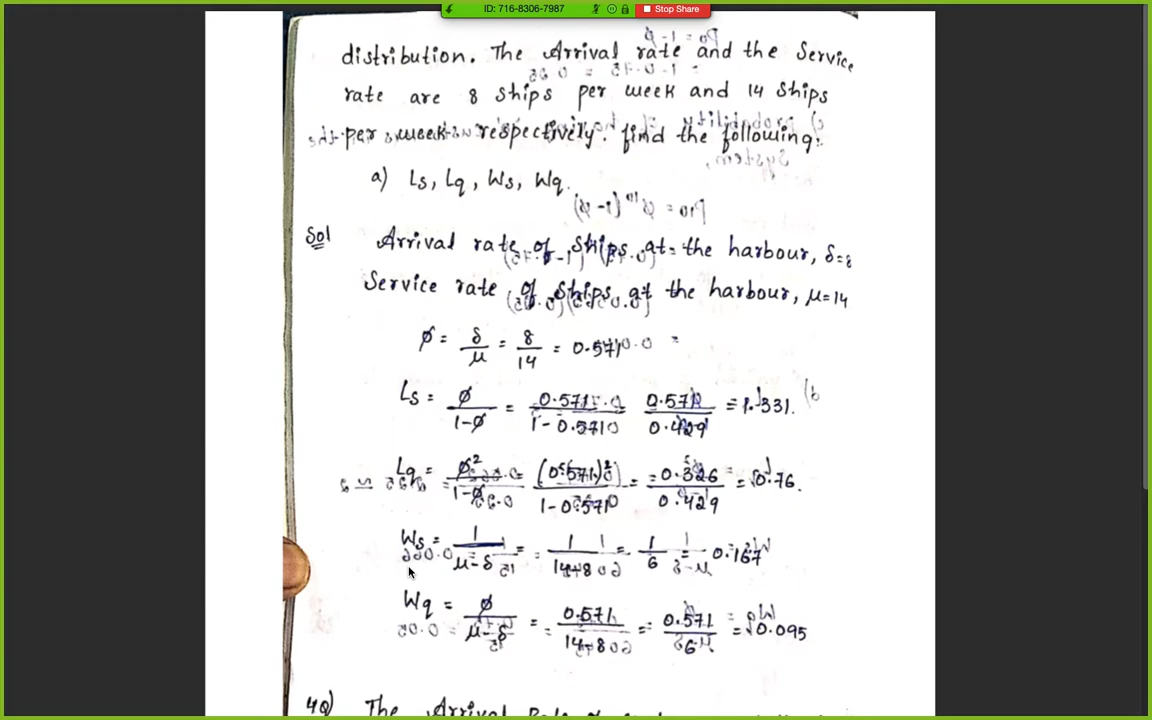 ID: 716-8306-7987 Stop Share
distribution. The Arrival rate and the Service
rate are 8 Ships per week and 14 Ships
per week respectively. find the following:
a) Ls, Lq, Ws, Wq.
Sol Arrival rate of Ships at the harbour, δ=8
Service rate of Ships at the harbour, μ=14
ϕ = δ/μ = 8/14 = 0.571
Ls = ϕ/1-ϕ = 0.571/1-0.571 = 0.571/0.429 = 1.331.
Lq = ϕ²/1-ϕ = (0.571)²/1-0.571 = 0.326/0.429 = 0.76.
Ws = 1/μ-δ = 1/14-8 = 1/6 = 0.167
Wq = ϕ/μ-δ = 0.571/14-8 = 0.571/6 = 0.095
4Q) The Arrival